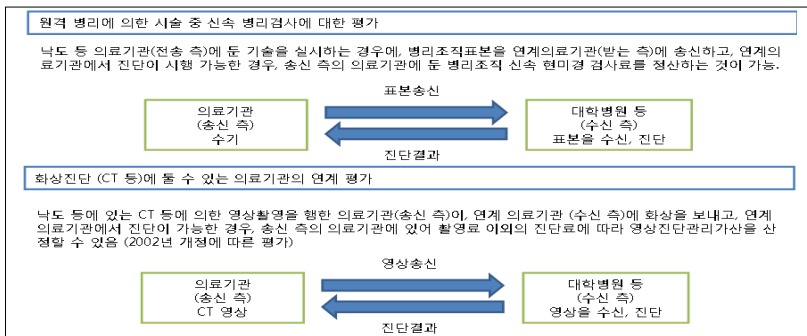 원격 병리에 의한 시술 중 신속 병리검사에 대한 평가
낙도 등 의료기관(전송 측)에 둔 기술을 실시하는 경우에, 병리조직표본을 연계의료기관(받는 측)에 송신하고, 연계의
료기관에서 진단이 시행 가능한 경우, 송신 측의 의료기관에 둔 병리조직 신속 현미경 검사료를 정산하는 것이 가능.
표본송신
의료기관
(송신 측)
수기
대학병원 등
(수신 측)
표본을 수신, 진단
진단결과
화상진단 (CT 등)에 둘 수 있는 의료기관의 연계 평가
낙도 등에 있는 CT 등에 의한 영상촬영을 행한 의료기관(송신 측)이, 연계 의료기관 (수신 측)에 화상을 보내고, 연계
의료기관에서 진단이 가능한 경우, 송신 측의 의료기관에 있어 촬영료 이외의 진단료에 따라 영상진단관리가산을 산
정할 수 있음 (2002년 개정에 따른 평가)
영상송신
의료기관
(송신 측)
CT 영상
대학병원 등
(수신 측)
영상을 수신, 진단
진단결과